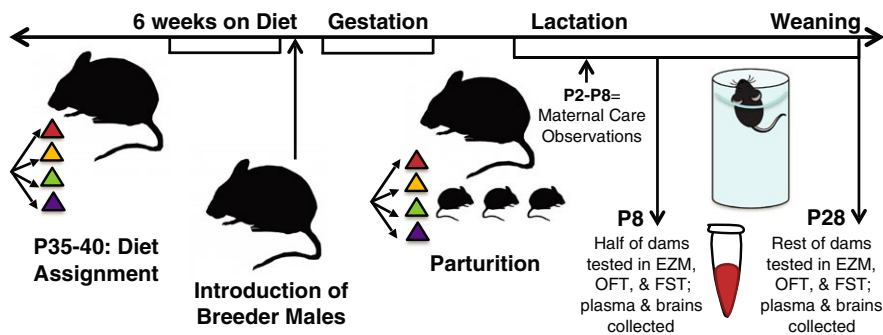 6 weeks on Diet
Gestation
Lactation
Weaning
P2-P8=
Maternal Care
Observations
P35-40: Diet
Assignment
Introduction of
Breeder Males
Parturition
P8
Half of dams
tested in EZM,
OFT, & FST;
plasma & brains
collected
P28
Rest of dams
tested in EZM,
OFT, & FST;
plasma & brains
collected